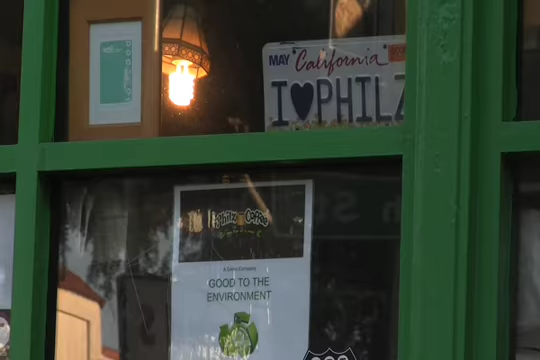 MAY California
I♥PHILZ
Philz Coffee
GOOD TO THE
ENVIRONMENT